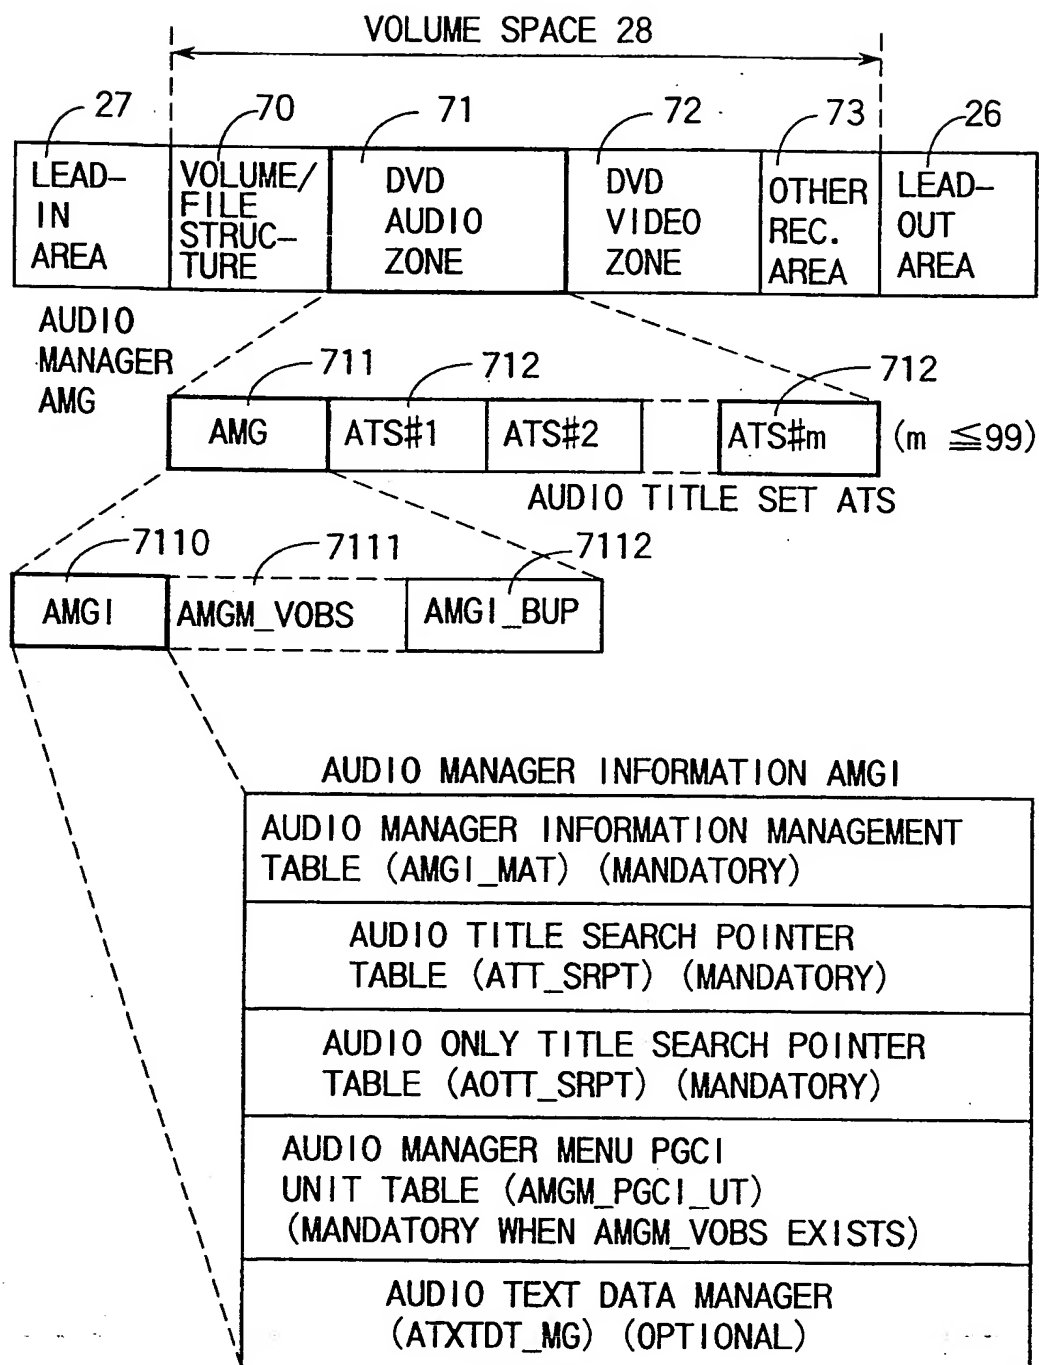 VOLUME SPACE 28
27
70
71
72
73
26
LEAD-
IN
AREA
VOLUME/
FILE
STRUC-
TURE
DVD
AUDIO
ZONE
DVD
VIDEO
ZONE
OTHER
REC.
AREA
LEAD-
OUT
AREA
AUDIO
MANAGER
AMG
711
712
712
AMG
ATS#1
ATS#2
ATS#m
(m ≦99)
AUDIO TITLE SET ATS
7110
7111
7112
AMGI
AMGM_VOBS
AMGI_BUP
AUDIO MANAGER INFORMATION AMGI
AUDIO MANAGER INFORMATION MANAGEMENT
TABLE (AMGI_MAT) (MANDATORY)
AUDIO TITLE SEARCH POINTER
TABLE (ATT_SRPT) (MANDATORY)
AUDIO ONLY TITLE SEARCH POINTER
TABLE (AOTT_SRPT) (MANDATORY)
AUDIO MANAGER MENU PGCI
UNIT TABLE (AMGM_PGCI_UT)
(MANDATORY WHEN AMGM_VOBS EXISTS)
AUDIO TEXT DATA MANAGER
(ATXTDT_MG) (OPTIONAL)